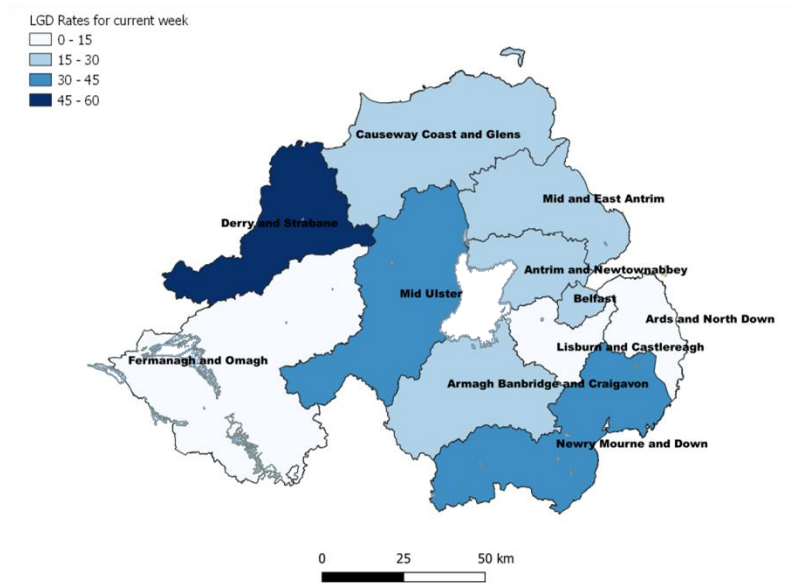 LGD Rates for current week
0 - 15
15 - 30
30 - 45
45 - 60
Causeway Coast and Glens
Mid and East Antrim
Derry and Strabane
Antrim and Newtownabbey
Mid Ulster
Belfast
Ards and North Down
Lisburn and Castlereagh
Fermanagh and Omagh
Armagh Banbridge and Craigavon
Newry Mourne and Down
0 25 50 km